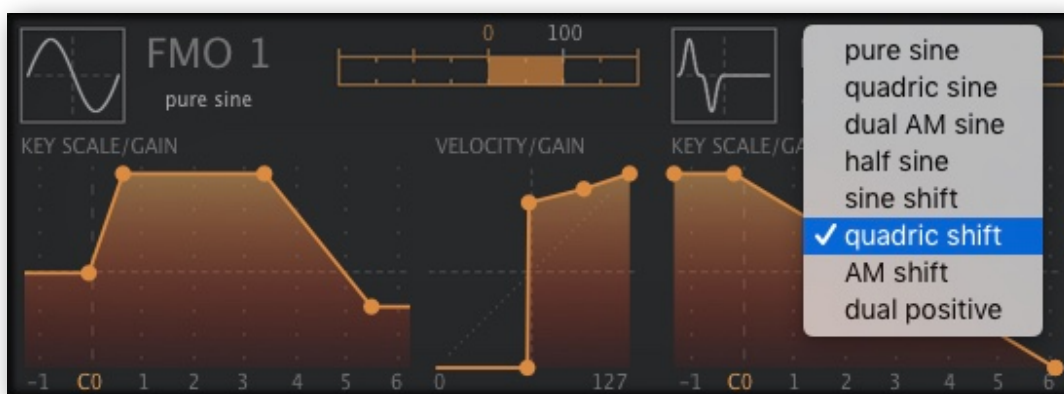 0 100
FMO 1
pure sine
KEY SCALE/GAIN
VELOCITY/GAIN
KEY SCALE/GA
pure sine
quadric sine
dual AM sine
half sine
sine shift
✓ quadric shift
AM shift
dual positive
-1 C0 1 2 3 4 5 6
0 127
-1 C0 1 2 3 4 5 6